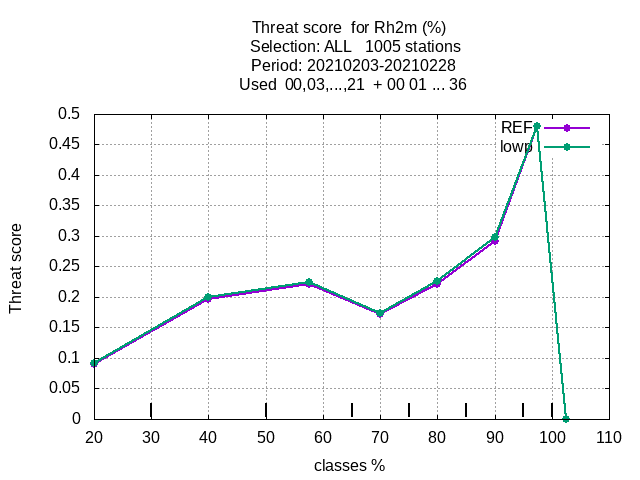 Threat score for Rh2m (%)
Selection: ALL 1005 stations
Period: 20210203-20210228
Used 00,03,...,21 + 00 01 ... 36
REF
lowp
0.5
0.45
0.4
0.35
0.3
0.25
0.2
0.15
0.1
0.05
0
Threat score
20 30 40 50 60 70 80 90 100 110
classes %